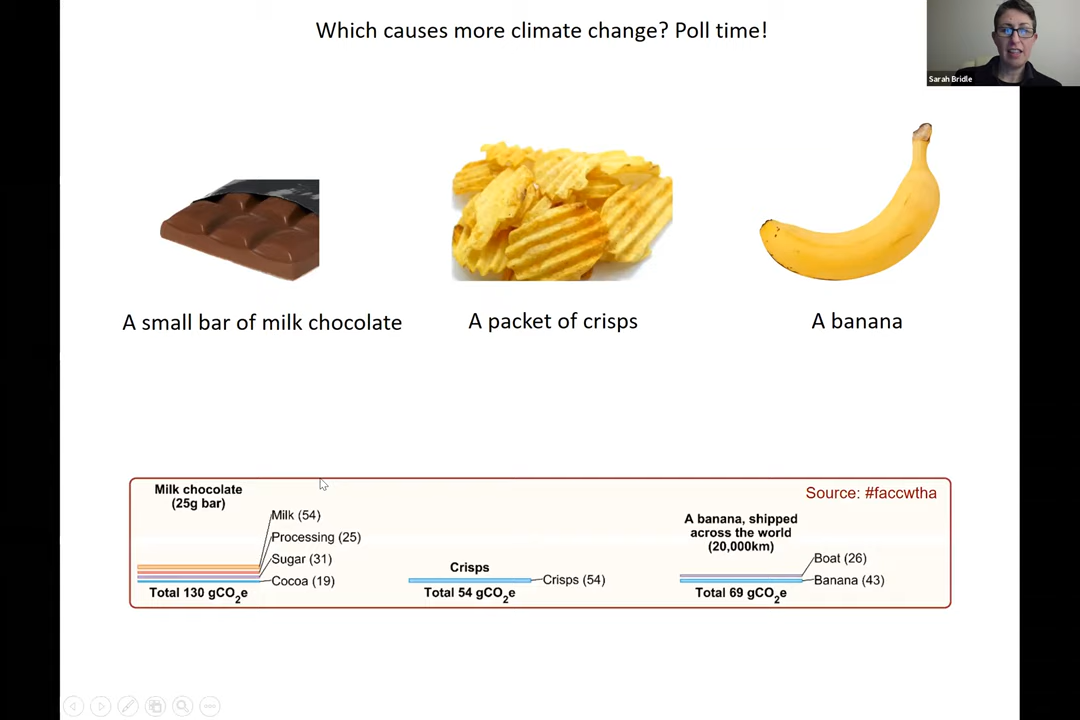 Which causes more climate change? Poll time!
Sarah Bridle
A small bar of milk chocolate
A packet of crisps
A banana
Milk chocolate
(25g bar)
Milk (54)
Processing (25)
Sugar (31)
Cocoa (19)
Total 130 gCO2e
Crisps
Crisps (54)
Total 54 gCO2e
Source: #faccwtha
A banana, shipped
across the world
(20,000km)
Boat (26)
Banana (43)
Total 69 gCO2e